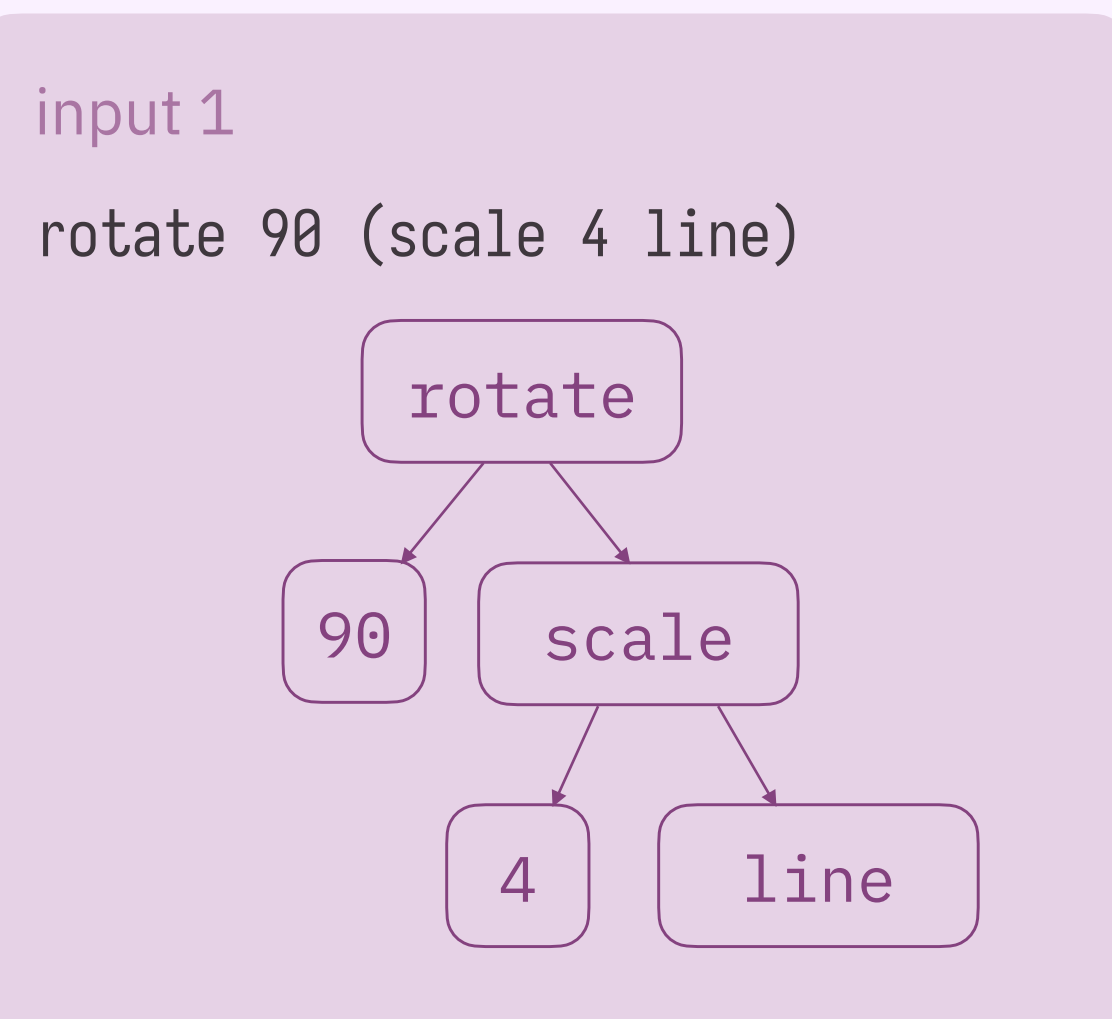 input 1
rotate 90 (scale 4 line)
rotate
90
scale
4
line